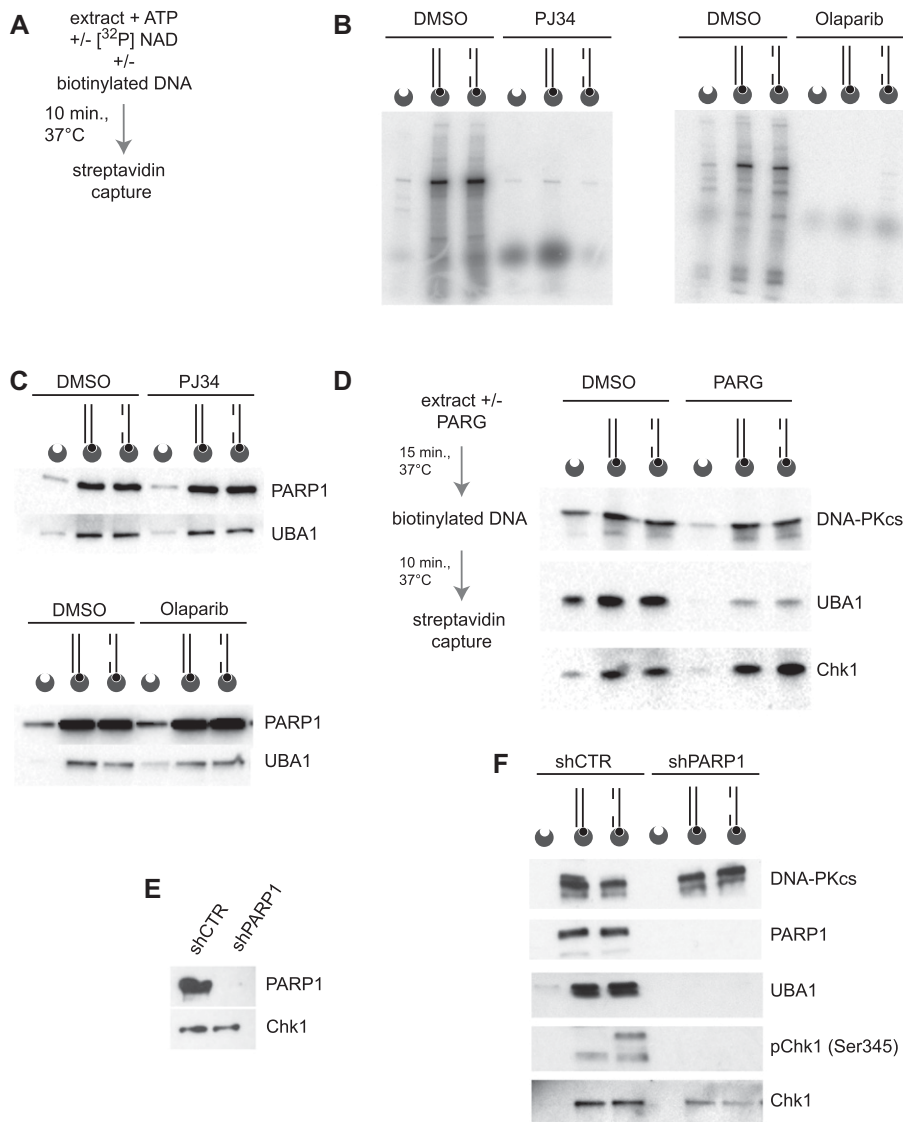 A
extract + ATP
+/- [32P] NAD
+/-
biotinylated DNA
10 min.,
37°C
streptavidin
capture
B
DMSO
PJ34
DMSO
Olaparib
C
DMSO
PJ34
PARP1
UBA1
DMSO
Olaparib
PARP1
UBA1
D
extract +/-
PARG
15 min.,
37°C
biotinylated DNA
10 min.,
37°C
streptavidin
capture
DMSO
PARG
DNA-PKcs
UBA1
Chk1
E
shCTR
shPARP1
PARP1
Chk1
F
shCTR
shPARP1
DNA-PKcs
PARP1
UBA1
pChk1 (Ser345)
Chk1